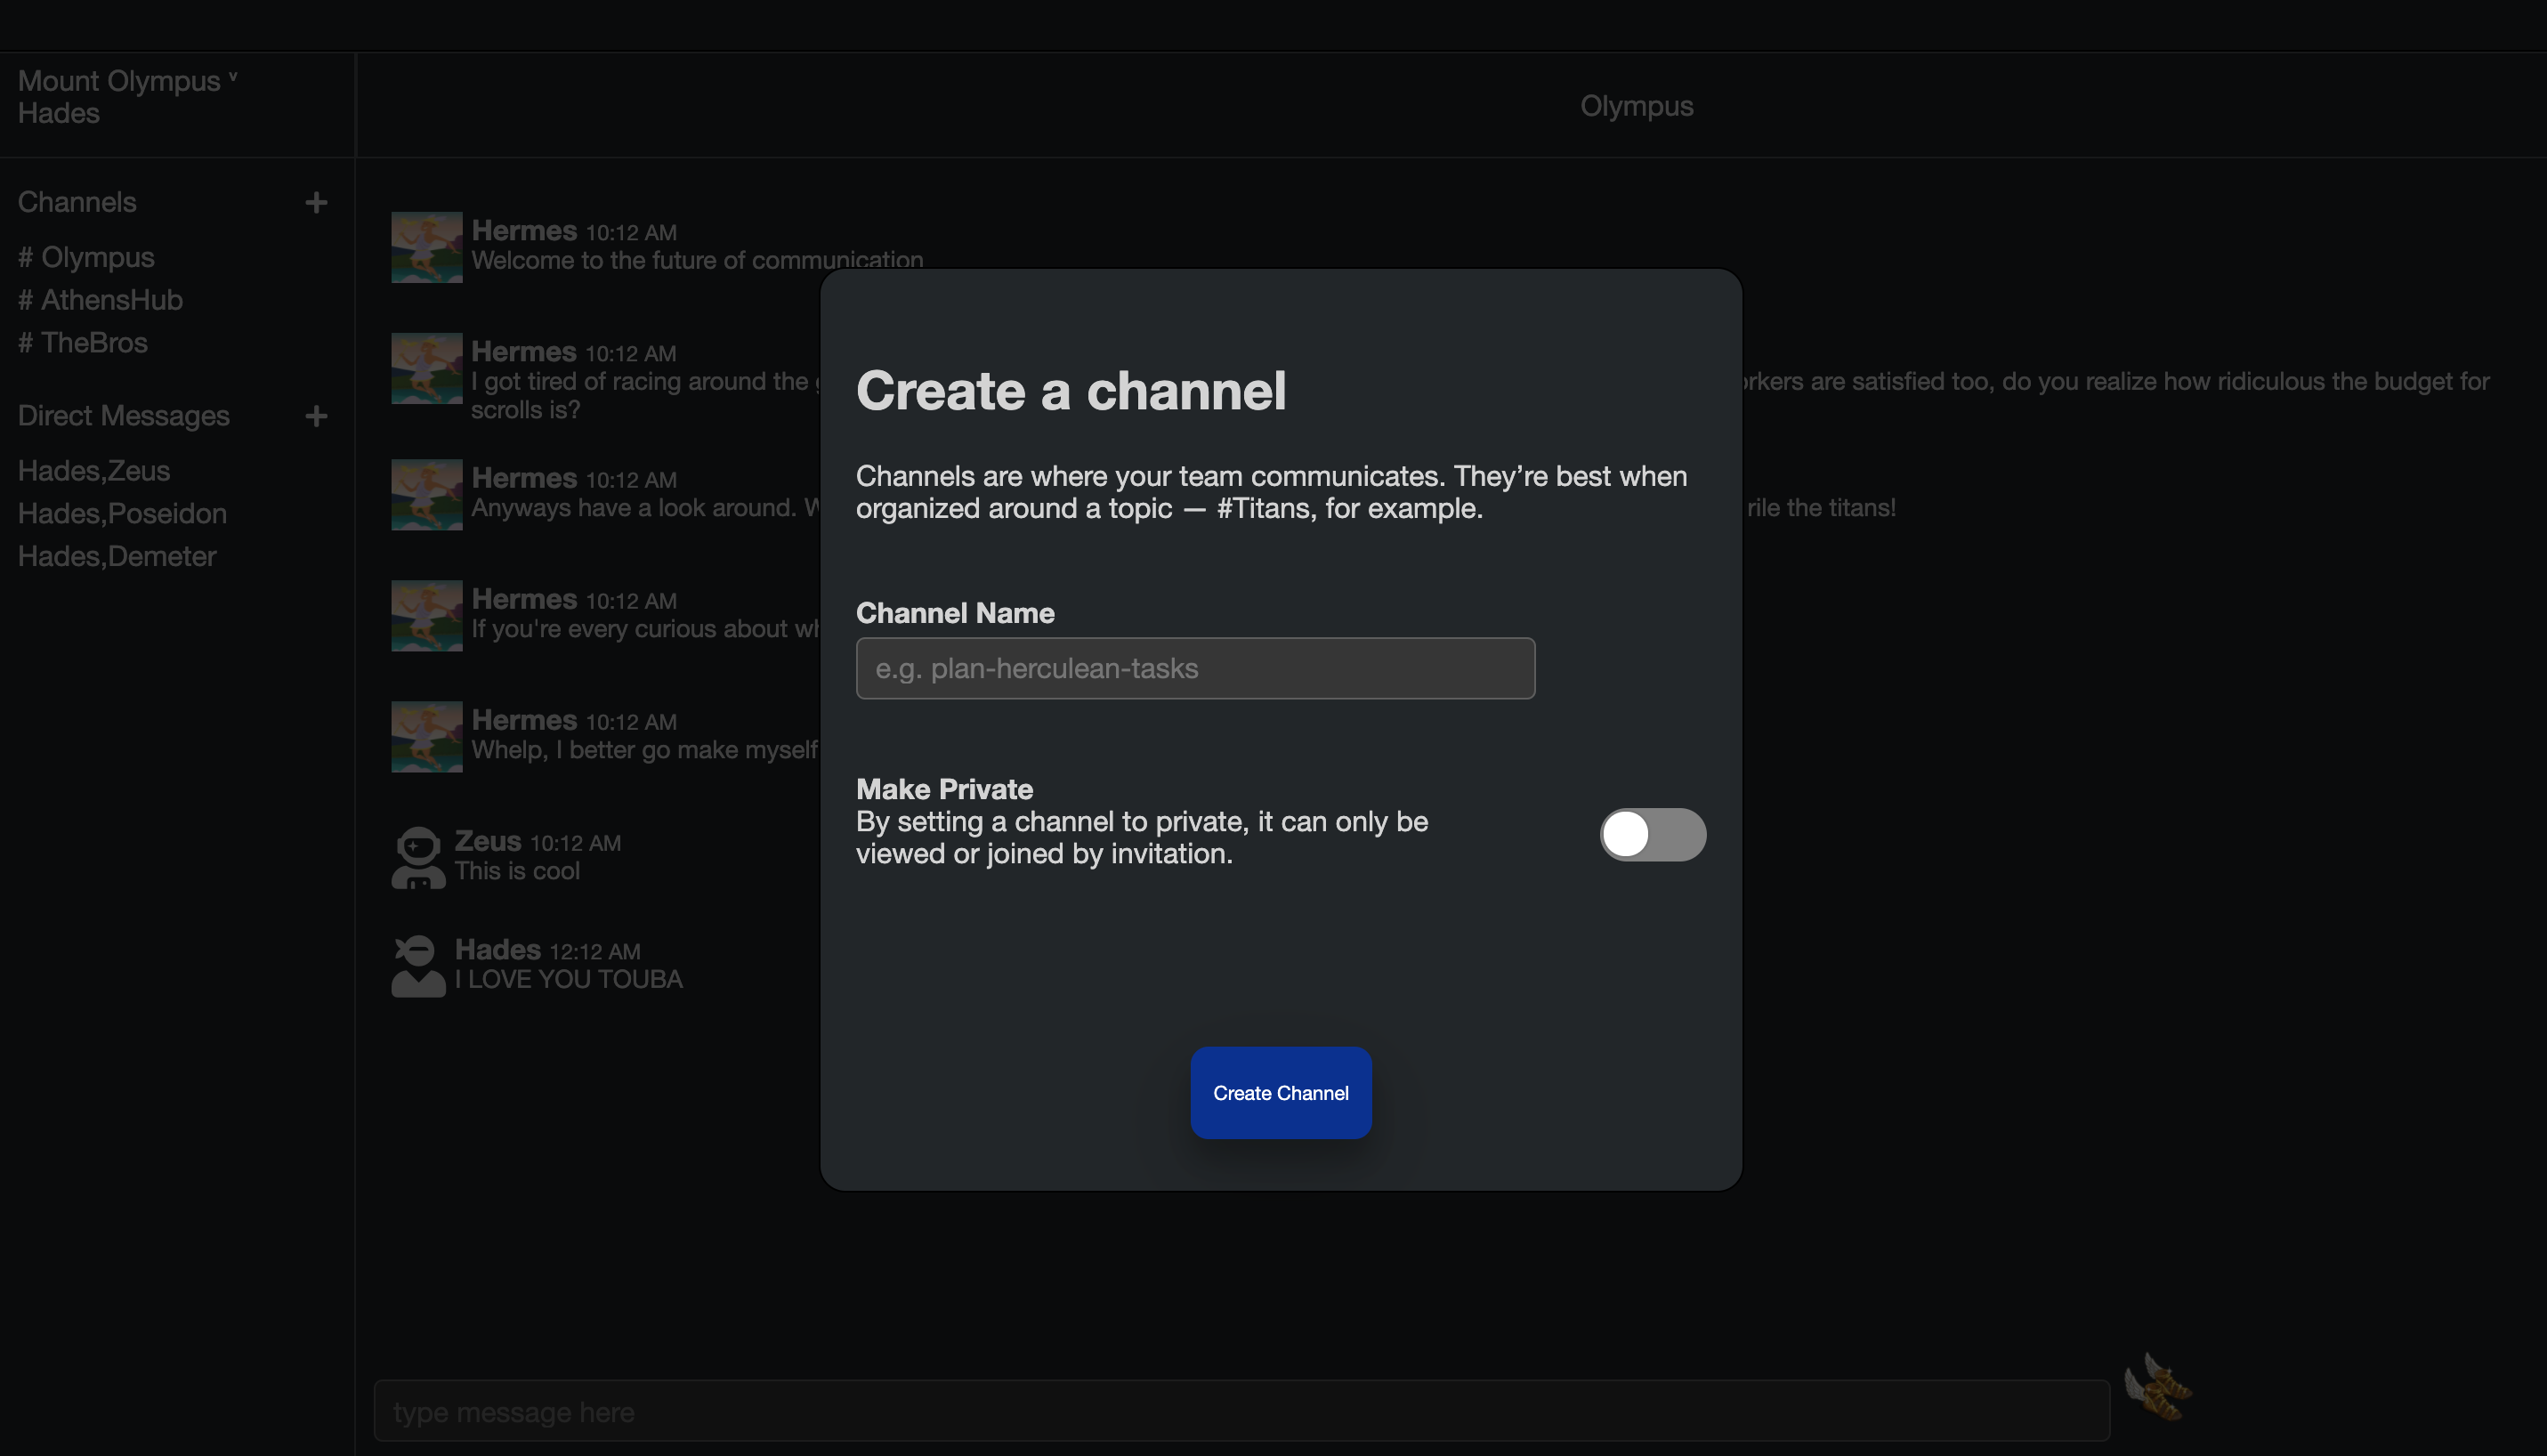 Mount Olympus ᵛ
Hades
Olympus
Channels +
# Olympus
# AthensHub
# TheBros
Direct Messages +
Hades,Zeus
Hades,Poseidon
Hades,Demeter
Hermes 10:12 AM
Welcome to the future of communication
Hermes 10:12 AM
I got tired of racing around the
are satisfied too, do you realize how ridiculous the budget for
scrolls is?
Hermes 10:12 AM
Anyways have a look around.
rile the titans!
Hermes 10:12 AM
If you're every curious about
Hermes 10:12 AM
Whelp, I better go make myself
Zeus 10:12 AM
This is cool
Hades 12:12 AM
I LOVE YOU TOUBA
Create a channel
Channels are where your team communicates. They’re best when
organized around a topic — #Titans, for example.
Channel Name
e.g. plan-herculean-tasks
Make Private
By setting a channel to private, it can only be
viewed or joined by invitation.
Create Channel
type message here